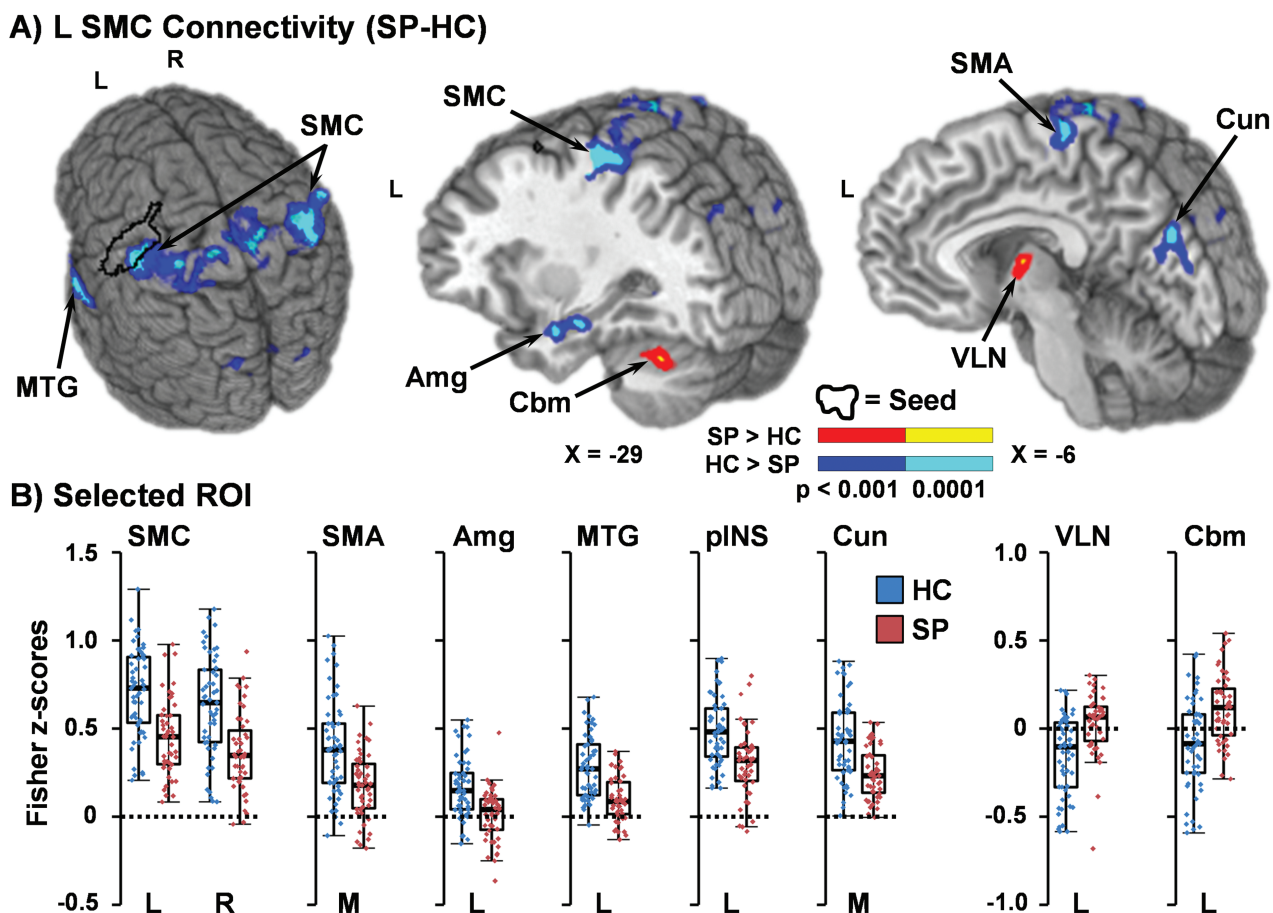 A) L SMC Connectivity (SP-HC)
R
L
SMC
MTG
L
SMC
Amg
Cbm
X = -29
L
SMA
Cun
VLN
= Seed
SP > HC
HC > SP
p < 0.001 0.0001
X = -6
B) Selected ROI
SMC SMA Amg MTG pINS Cun VLN Cbm
Fisher z-scores
1.5
1.0
0.5
0
-0.5
HC
SP
1.0
0.5
0
-0.5
-1.0
L R M L L L M L L